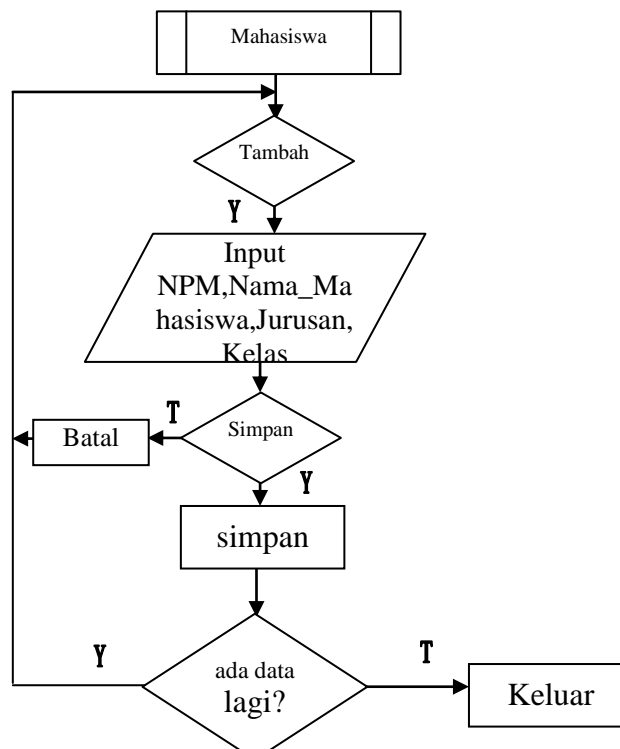 Mahasiswa
Tambah
Y
Input
NPM,Nama_Ma
hasiswa,Jurusan,
Kelas
T
Batal
Simpan
Y
simpan
Y
ada data
lagi?
T
Keluar